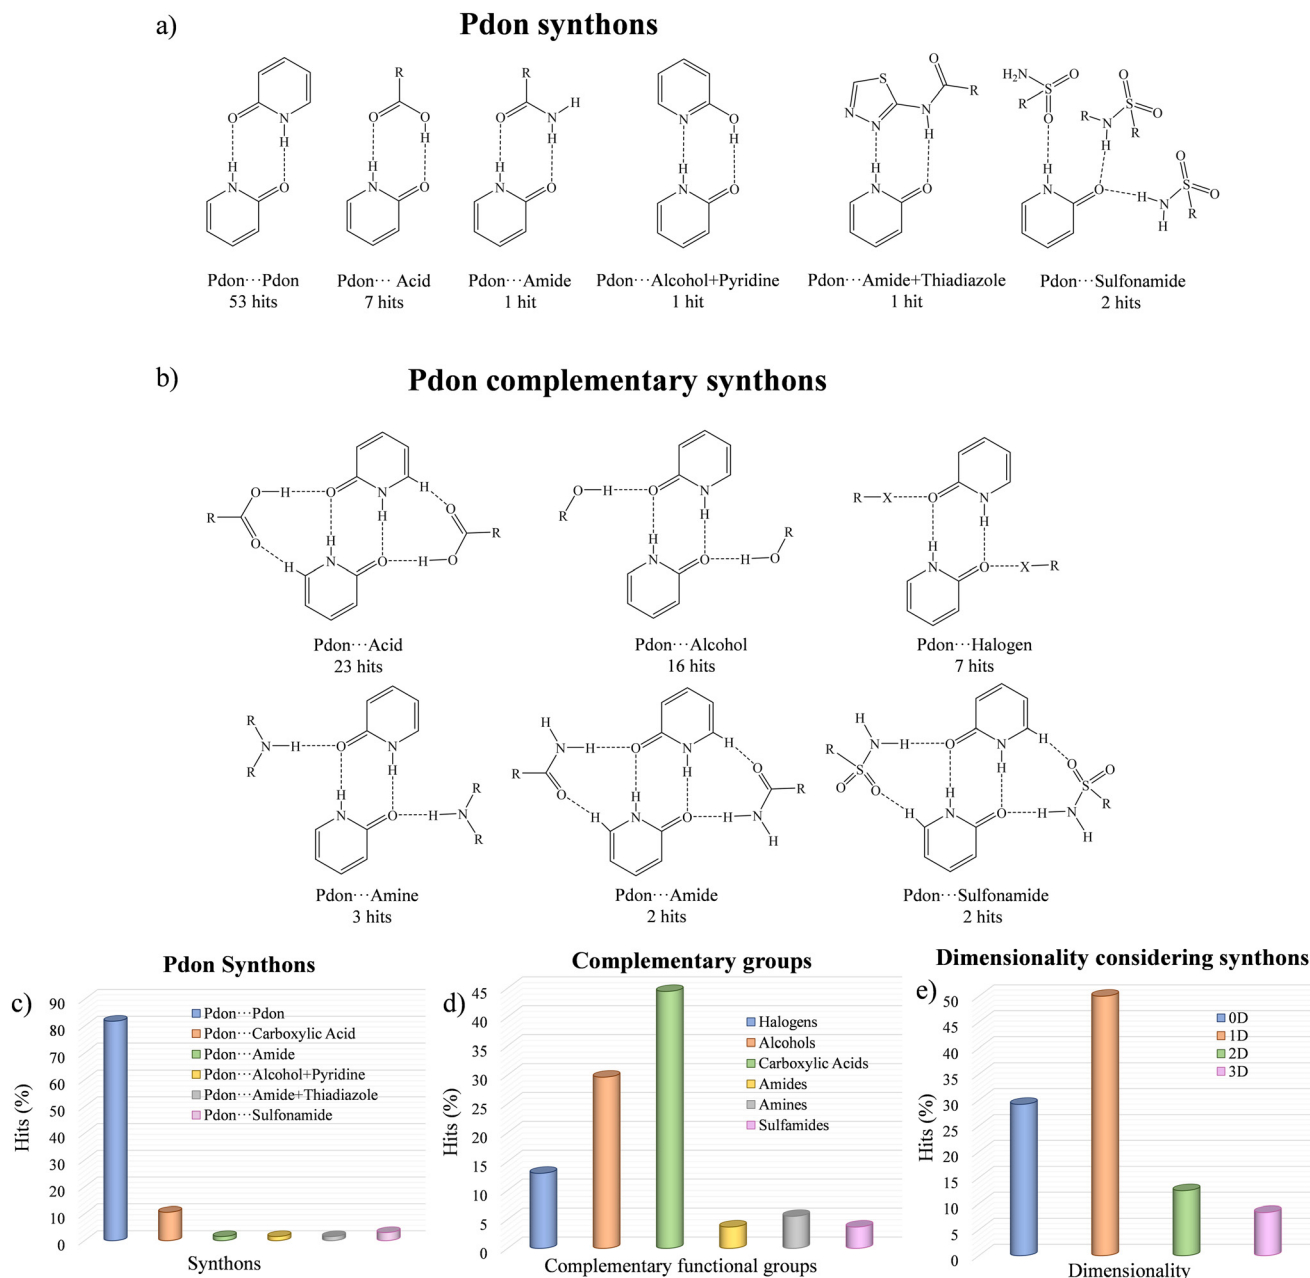 a)
Pdon synthons
Pdon···Pdon
53 hits
Pdon··· Acid
7 hits
Pdon···Amide
1 hit
Pdon···Alcohol+Pyridine
1 hit
Pdon···Amide+Thiadiazole
1 hit
Pdon···Sulfonamide
2 hits
b)
Pdon complementary synthons
Pdon···Acid
23 hits
Pdon···Alcohol
16 hits
Pdon···Halogen
7 hits
Pdon···Amine
3 hits
Pdon···Amide
2 hits
Pdon···Sulfonamide
2 hits
c)
Pdon Synthons
Hits (%)
90
80
70
60
50
40
30
20
10
0
Pdon···Pdon
Pdon···Carboxylic Acid
Pdon···Amide
Pdon···Alcohol+Pyridine
Pdon···Amide+Thiadiazole
Pdon···Sulfonamide
Synthons
d)
Complementary groups
Hits (%)
45
40
35
30
25
20
15
10
5
0
Halogens
Alcohols
Carboxylic Acids
Amides
Amines
Sulfamides
Complementary functional groups
e)
Dimensionality considering synthons
Hits (%)
50
45
40
35
30
25
20
15
10
5
0
0D
1D
2D
3D
Dimensionality